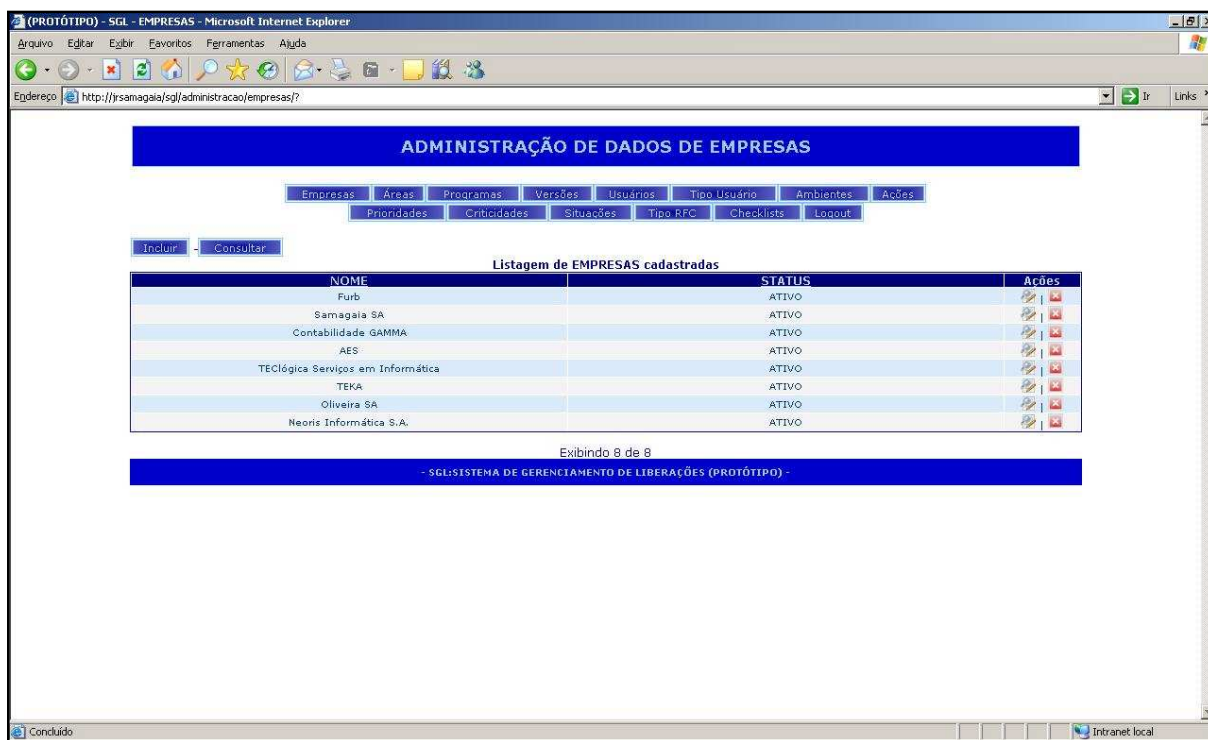 (PROTÓTIPO) - SGL - EMPRESAS - Microsoft Internet Explorer
Arquivo Editar Exibir Favoritos Ferramentas Ajuda
Endereço http://jrsamagaia/sgl/administracao/empresas/? Ir Links
ADMINISTRAÇÃO DE DADOS DE EMPRESAS
Empresas Áreas Programas Versões Usuários Tipo Usuário Ambientes Ações
Prioridades Criticidades Situações Tipo RFC Checklists Logout
Incluir - Consultar
Listagem de EMPRESAS cadastradas
NOME STATUS Ações
Furb ATIVO |
Samagaia SA ATIVO |
Contabilidade GAMMA ATIVO |
AES ATIVO |
TEClógica Serviços em Informática ATIVO |
TEKA ATIVO |
Oliveira SA ATIVO |
Neoris Informática S.A. ATIVO |
Exibindo 8 de 8
- SGL:SISTEMA DE GERENCIAMENTO DE LIBERAÇÕES (PROTÓTIPO) -
Concluído Intranet local